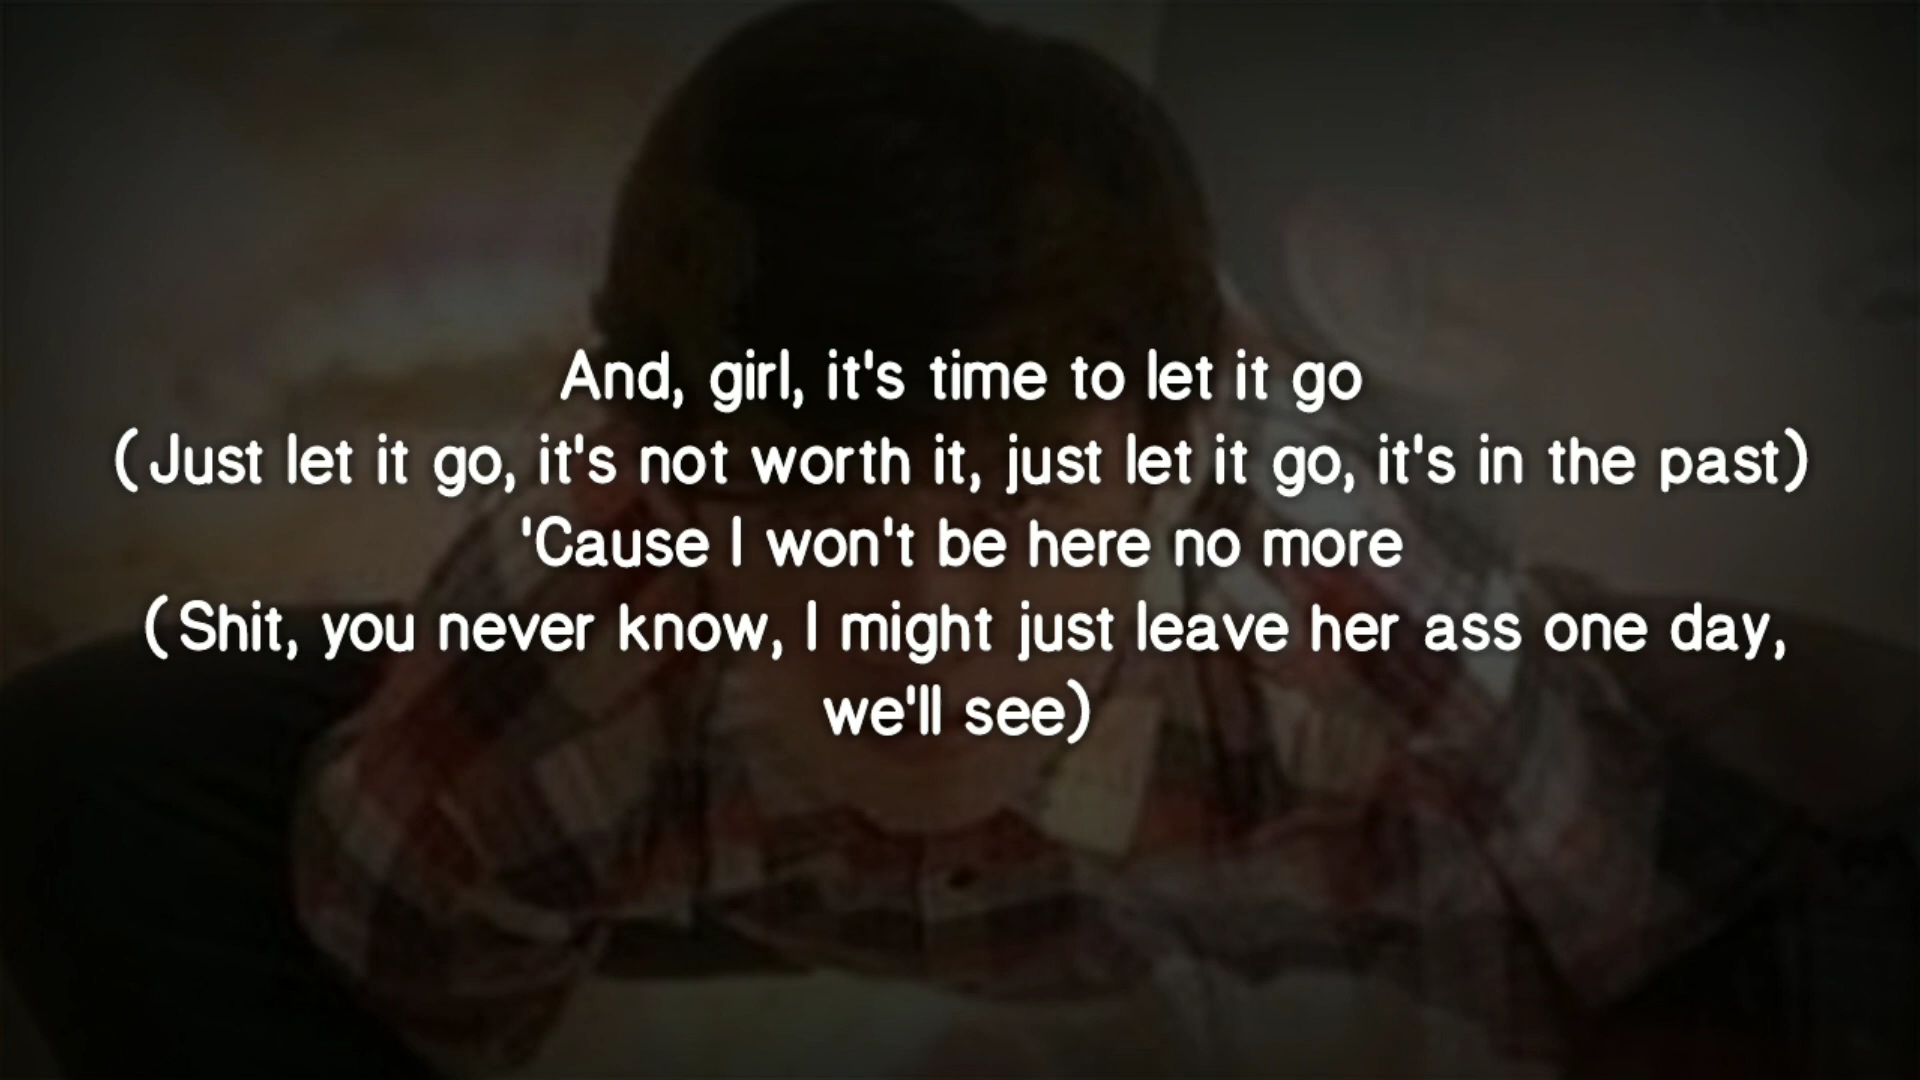 And, girl, it's time to let it go
(Just let it go, it's not worth it, just let it go, it's in the past)
'Cause I won't be here no more
(Shit, you never know, I might just leave her ass one day,
we'll see)